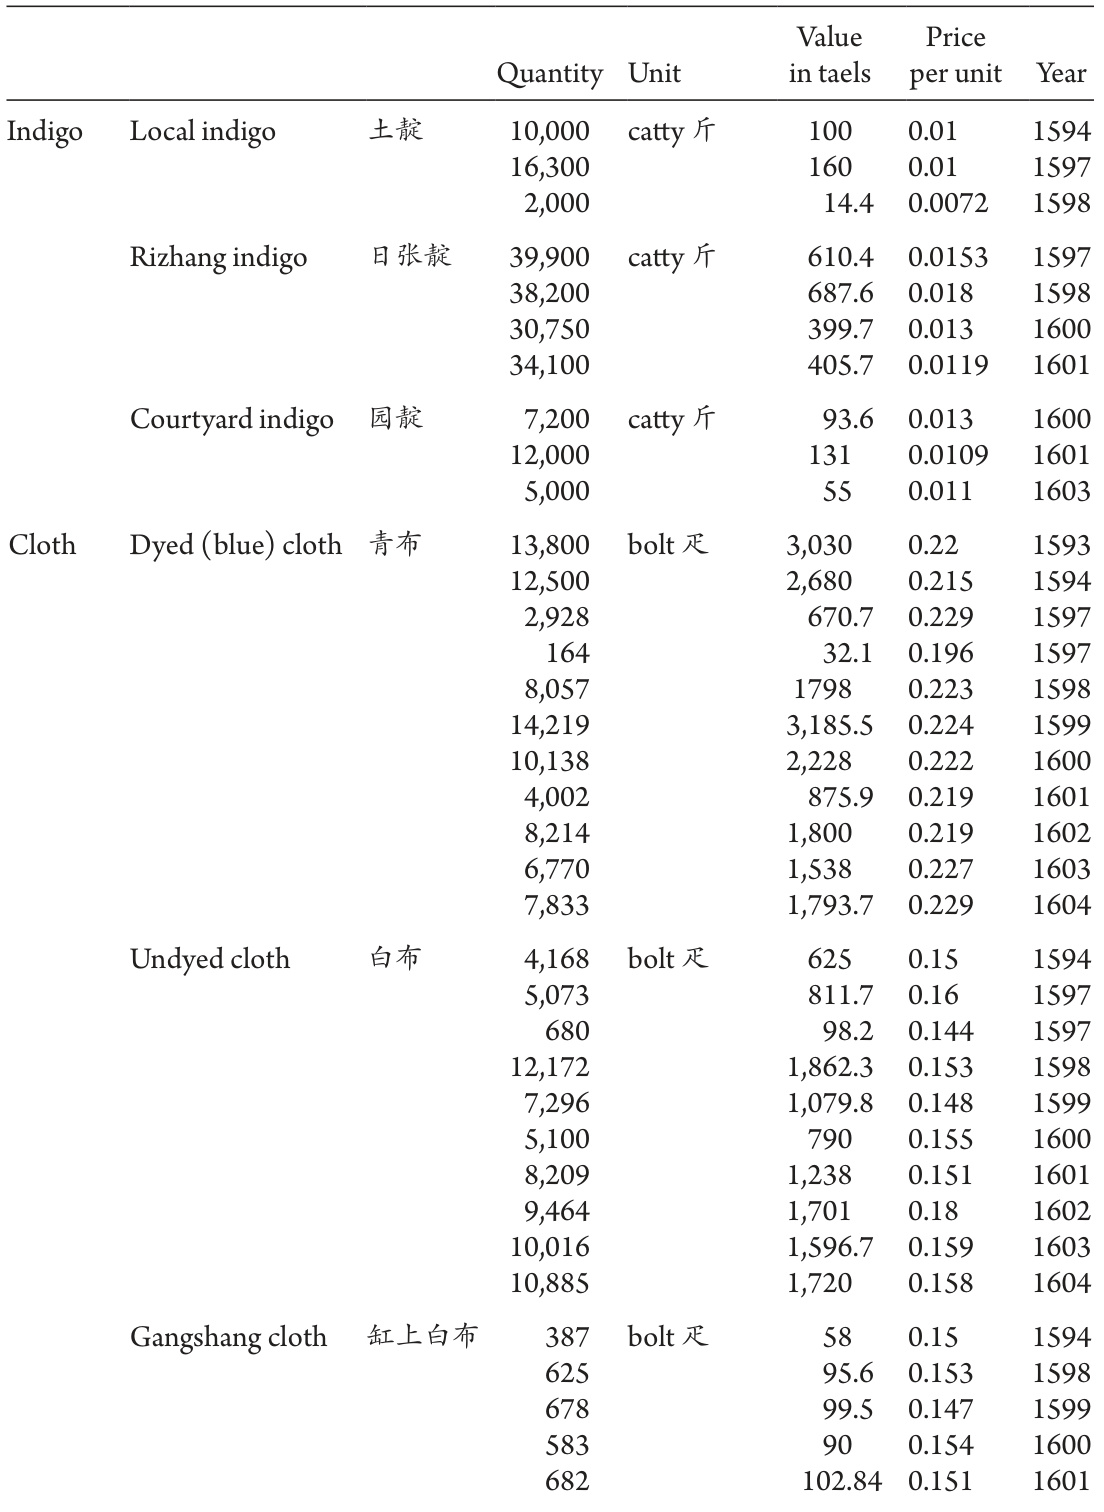 Value Price
Quantity Unit in taels per unit Year
Indigo Local indigo 土靛 10,000 catty 斤 100 0.01 1594
16,300 160 0.01 1597
2,000 14.4 0.0072 1598
Rizhang indigo 日张靛 39,900 catty 斤 610.4 0.0153 1597
38,200 687.6 0.018 1598
30,750 399.7 0.013 1600
34,100 405.7 0.0119 1601
Courtyard indigo 园靛 7,200 catty 斤 93.6 0.013 1600
12,000 131 0.0109 1601
5,000 55 0.011 1603
Cloth Dyed (blue) cloth 青布 13,800 bolt 疋 3,030 0.22 1593
12,500 2,680 0.215 1594
2,928 670.7 0.229 1597
164 32.1 0.196 1597
8,057 1798 0.223 1598
14,219 3,185.5 0.224 1599
10,138 2,228 0.222 1600
4,002 875.9 0.219 1601
8,214 1,800 0.219 1602
6,770 1,538 0.227 1603
7,833 1,793.7 0.229 1604
Undyed cloth 白布 4,168 bolt 疋 625 0.15 1594
5,073 811.7 0.16 1597
680 98.2 0.144 1597
12,172 1,862.3 0.153 1598
7,296 1,079.8 0.148 1599
5,100 790 0.155 1600
8,209 1,238 0.151 1601
9,464 1,701 0.18 1602
10,016 1,596.7 0.159 1603
10,885 1,720 0.158 1604
Gangshang cloth 缸上白布 387 bolt 疋 58 0.15 1594
625 95.6 0.153 1598
678 99.5 0.147 1599
583 90 0.154 1600
682 102.84 0.151 1601